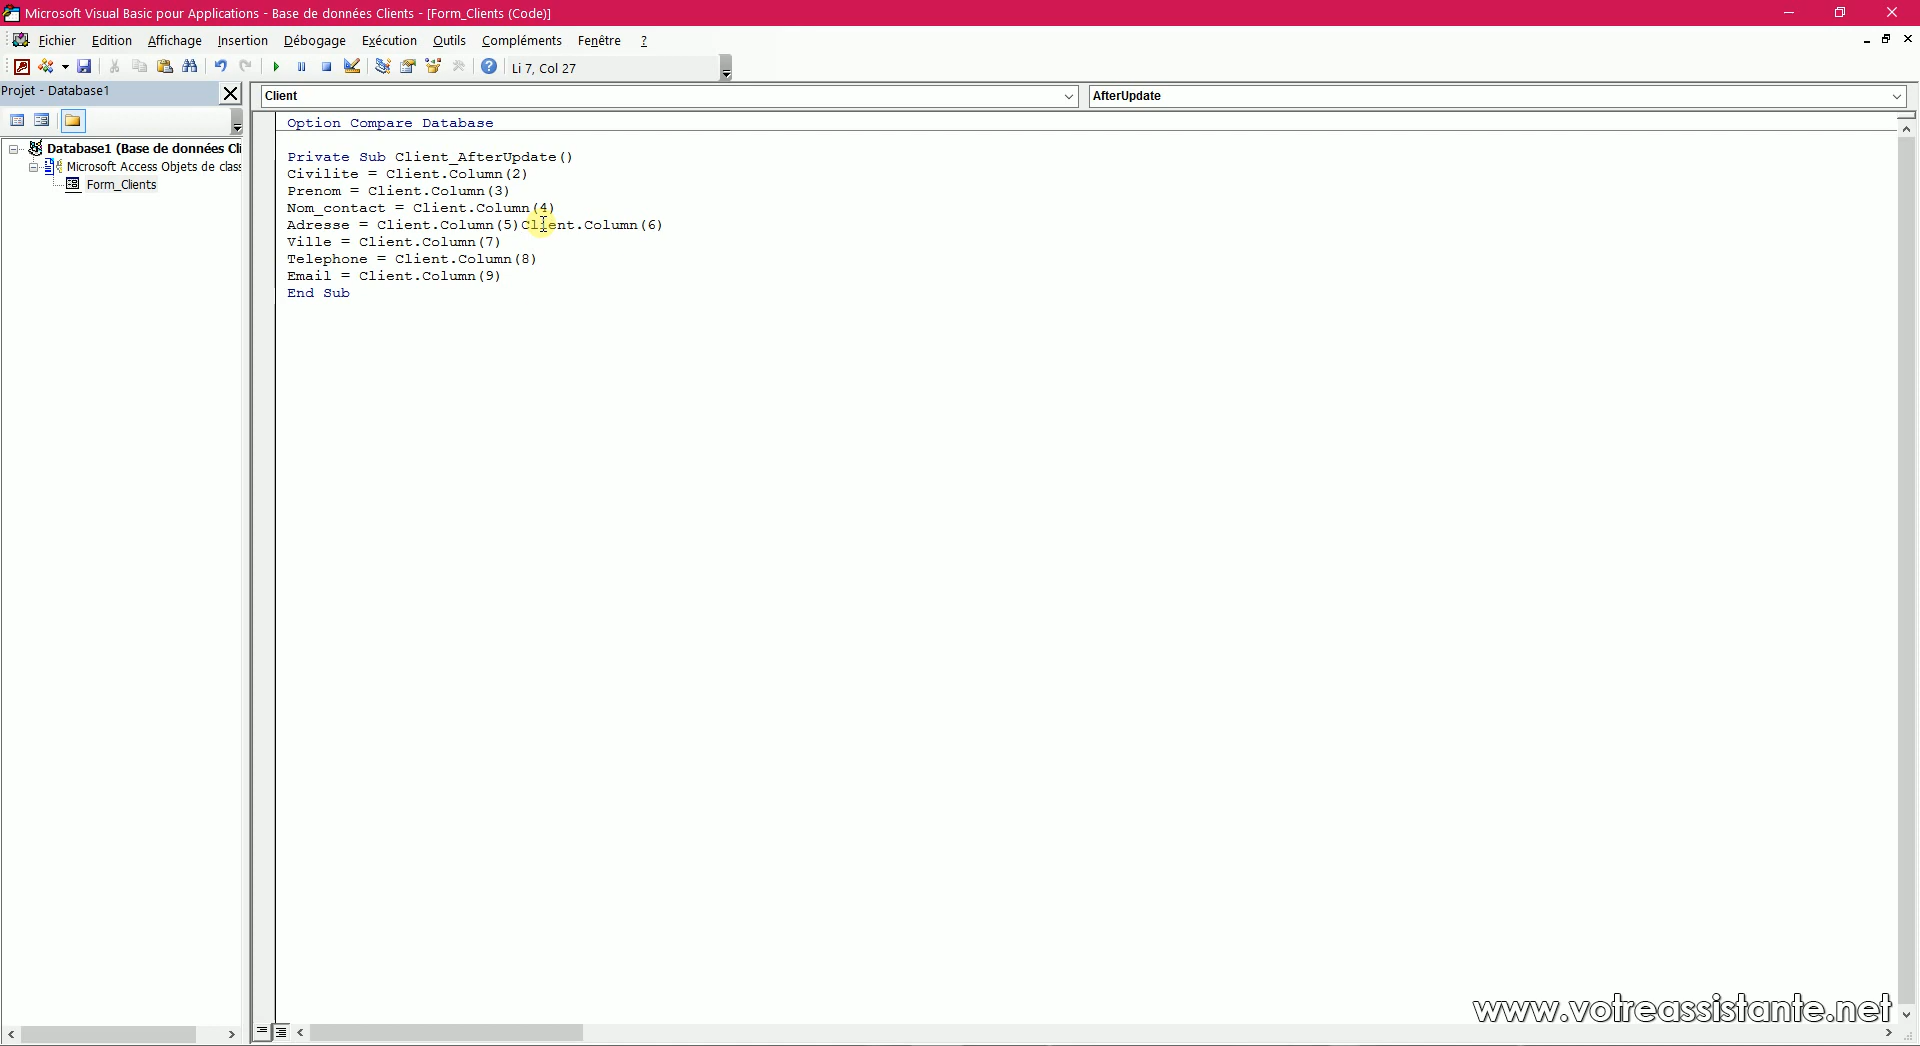 Microsoft Visual Basic pour Applications - Base de données Clients - [Form_Clients (Code)]
Fichier Edition Affichage Insertion Débogage Exécution Outils Compléments Fenêtre ?
Li 7, Col 27
Projet - Database1
Client
AfterUpdate
Database1 (Base de données Cli
Microsoft Access Objets de class
Form_Clients
Option Compare Database
Private Sub Client_AfterUpdate()
Civilite = Client.Column(2)
Prenom = Client.Column(3)
Nom_contact = Client.Column(4)
Adresse = Client.Column(5)Client.Column(6)
Ville = Client.Column(7)
Telephone = Client.Column(8)
Email = Client.Column(9)
End Sub
www.votreassistante.net